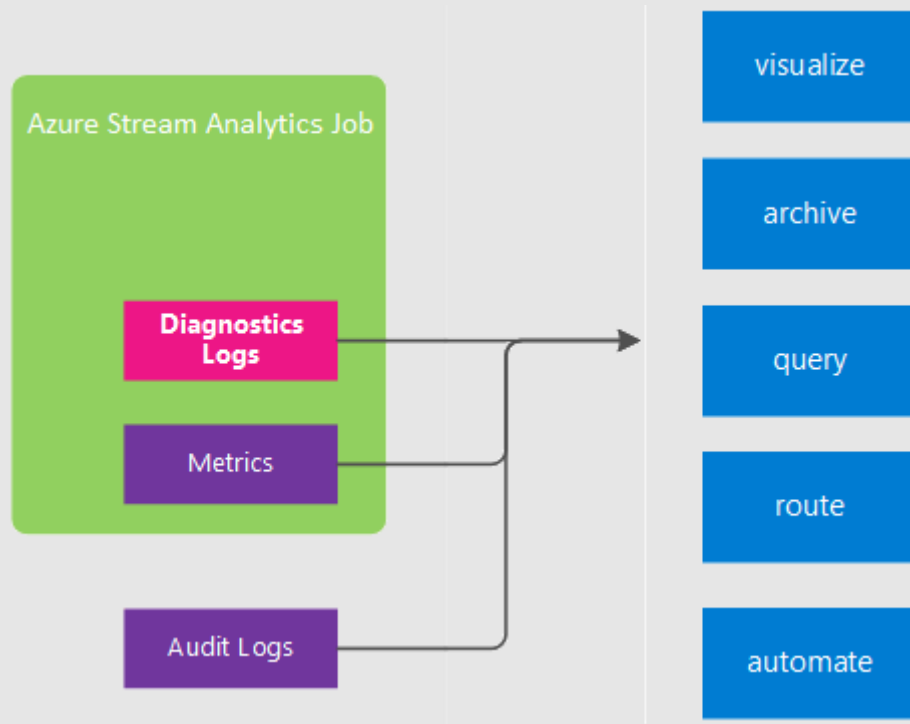 Azure Stream Analytics Job
Diagnostics
Logs
Metrics
Audit Logs
visualize
archive
query
route
automate